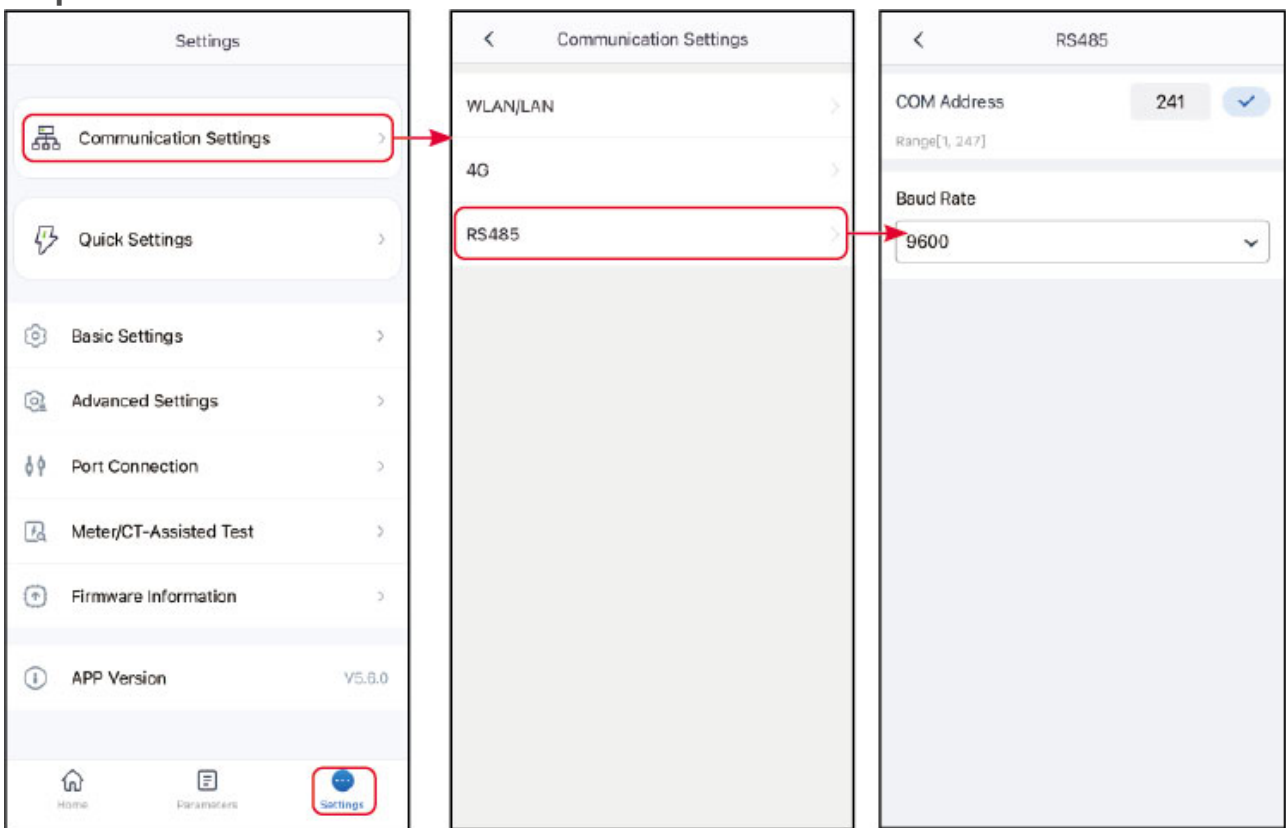 Settings
Communication Settings
Quick Settings
Basic Settings
Advanced Settings
Port Connection
Meter/CT-Assisted Test
Firmware Information
APP Version V5.6.0
Home Parameters Settings
Communication Settings
WLAN/LAN
4G
RS485
RS485
COM Address 241
Range[1, 247]
Baud Rate
9600